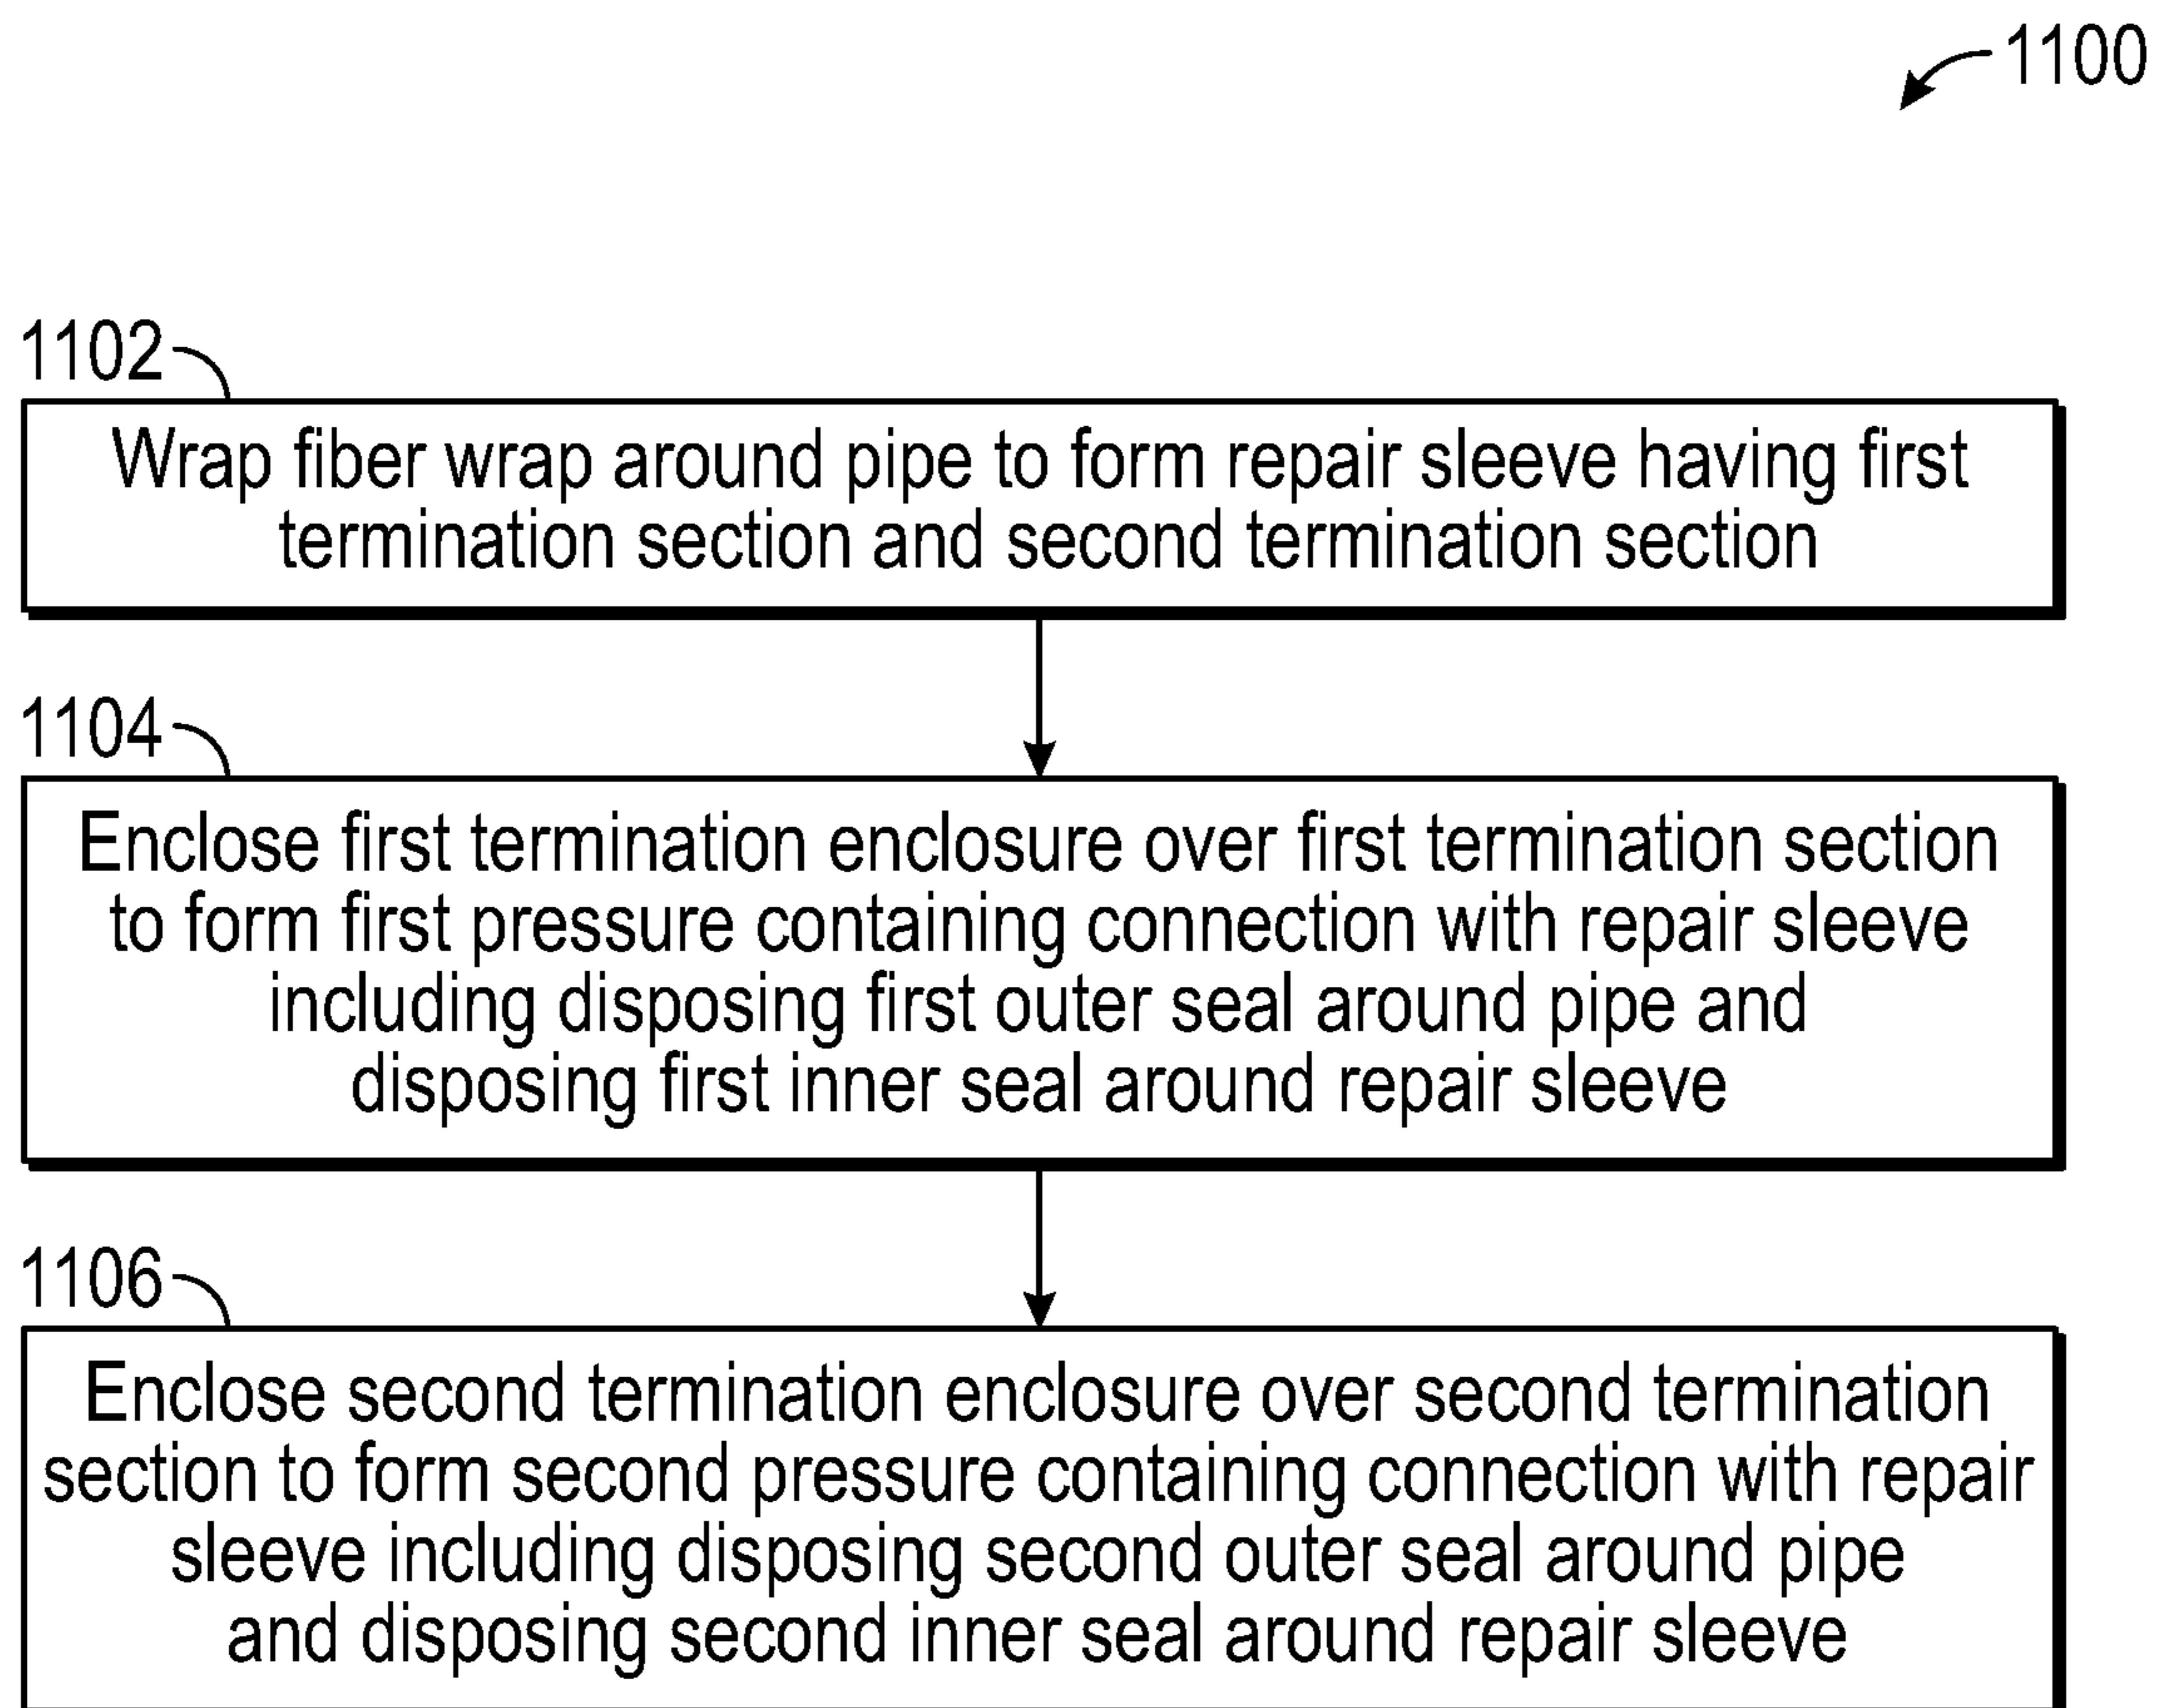 1100
1102
Wrap fiber wrap around pipe to form repair sleeve having first
termination section and second termination section
1104
Enclose first termination enclosure over first termination section
to form first pressure containing connection with repair sleeve
including disposing first outer seal around pipe and
disposing first inner seal around repair sleeve
1106
Enclose second termination enclosure over second termination
section to form second pressure containing connection with repair
sleeve including disposing second outer seal around pipe
and disposing second inner seal around repair sleeve